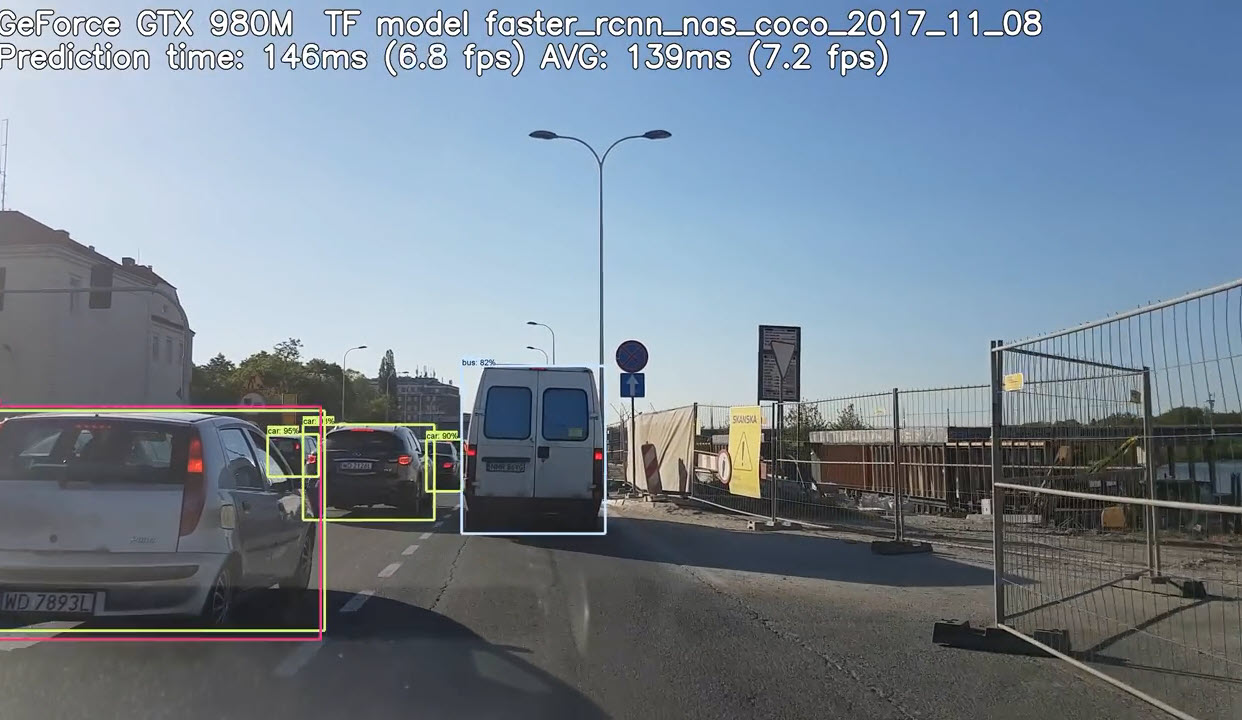 GeForce GTX 980M TF model faster_rcnn_nas_coco_2017_11_08
Prediction time: 146ms (6.8 fps) AVG: 139ms (7.2 fps)
bus: 82%
car:
car: 95%
car: 90%
SKANSKA
WD 7893L